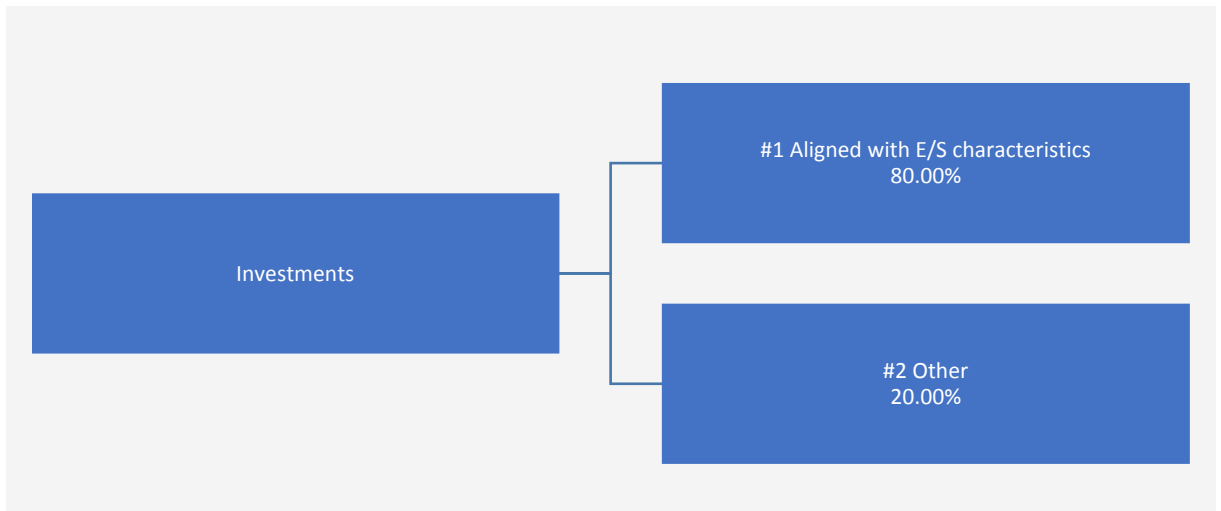 Investments
#1 Aligned with E/S characteristics
80.00%
#2 Other
20.00%